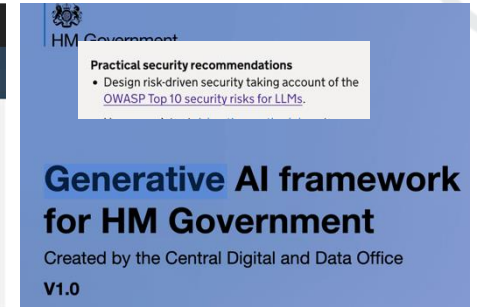 HM Government
Practical security recommendations
• Design risk-driven security taking account of the
OWASP Top 10 security risks for LLMs.
Generative AI framework
for HM Government
Created by the Central Digital and Data Office
V1.0